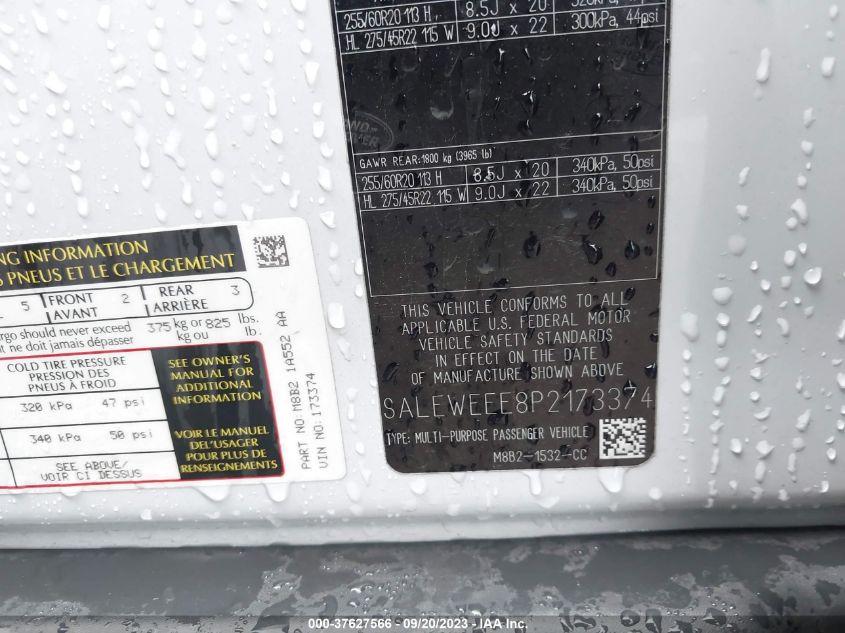 255/60R20 113 H 8.5J x 20
HL 275/45R22 115 W 9.0J x 22 300kPa, 44psi
GAWR REAR:1800 kg (3965 lb)
255/60R20 113 H 8.5J x 20 340kPa, 50psi
HL 275/45R22 115 W 9.0J x 22 340kPa, 50psi
THIS VEHICLE CONFORMS TO ALL
APPLICABLE U.S. FEDERAL MOTOR
VEHICLE SAFETY STANDARDS
IN EFFECT ON THE DATE
OF MANUFACTURE SHOWN ABOVE
SALEWEEE8P2173374
TYPE: MULTI-PURPOSE PASSENGER VEHICLE
M8B2-1532-CC
INFORMATION
PNEUS ET LE CHARGEMENT
5 FRONT 2 REAR 3
AVANT ARRIÈRE
should never exceed 375 kg or 825 lbs.
ne doit jamais dépasser kg ou lb.
COLD TIRE PRESSURE
PRESSION DES
PNEUS À FROID
320 kPa 47 psi
340 kPa 50 psi
SEE ABOVE/
VOIR CI DESSUS
SEE OWNER'S
MANUAL FOR
ADDITIONAL
INFORMATION
VOIR LE MANUEL
DEL'USAGER
POUR PLUS DE
RENSEIGNEMENTS
PART NO:M8B2 1A552 AA
VIN NO:173374
000-37627566 - 09/20/2023 - IAA Inc.